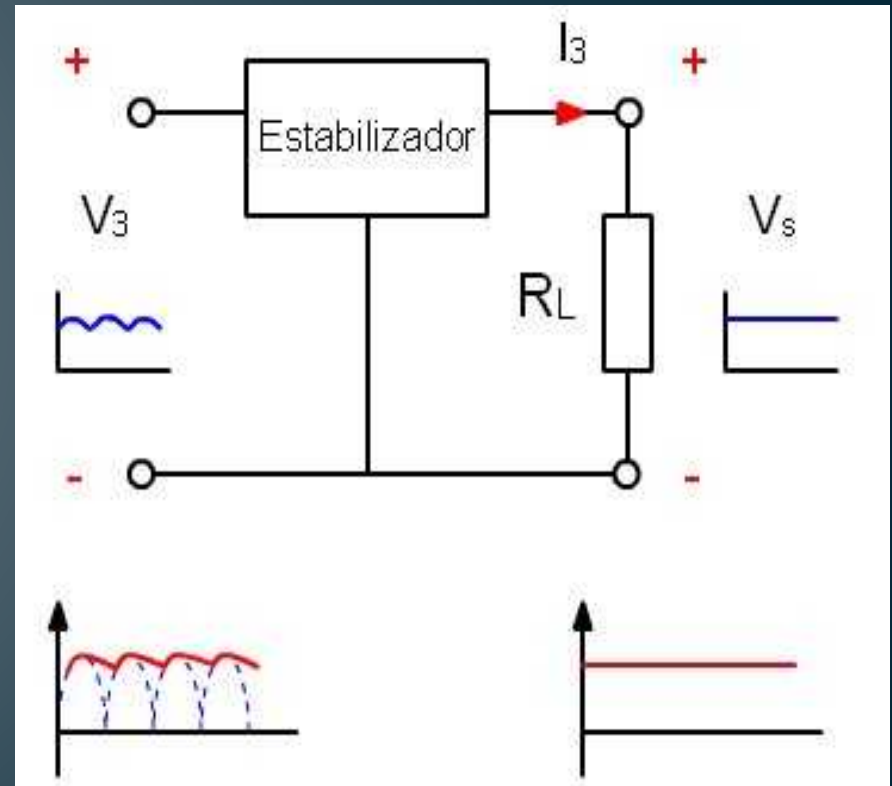 I3
+ +
Estabilizador
V3 Vs
RL
- -